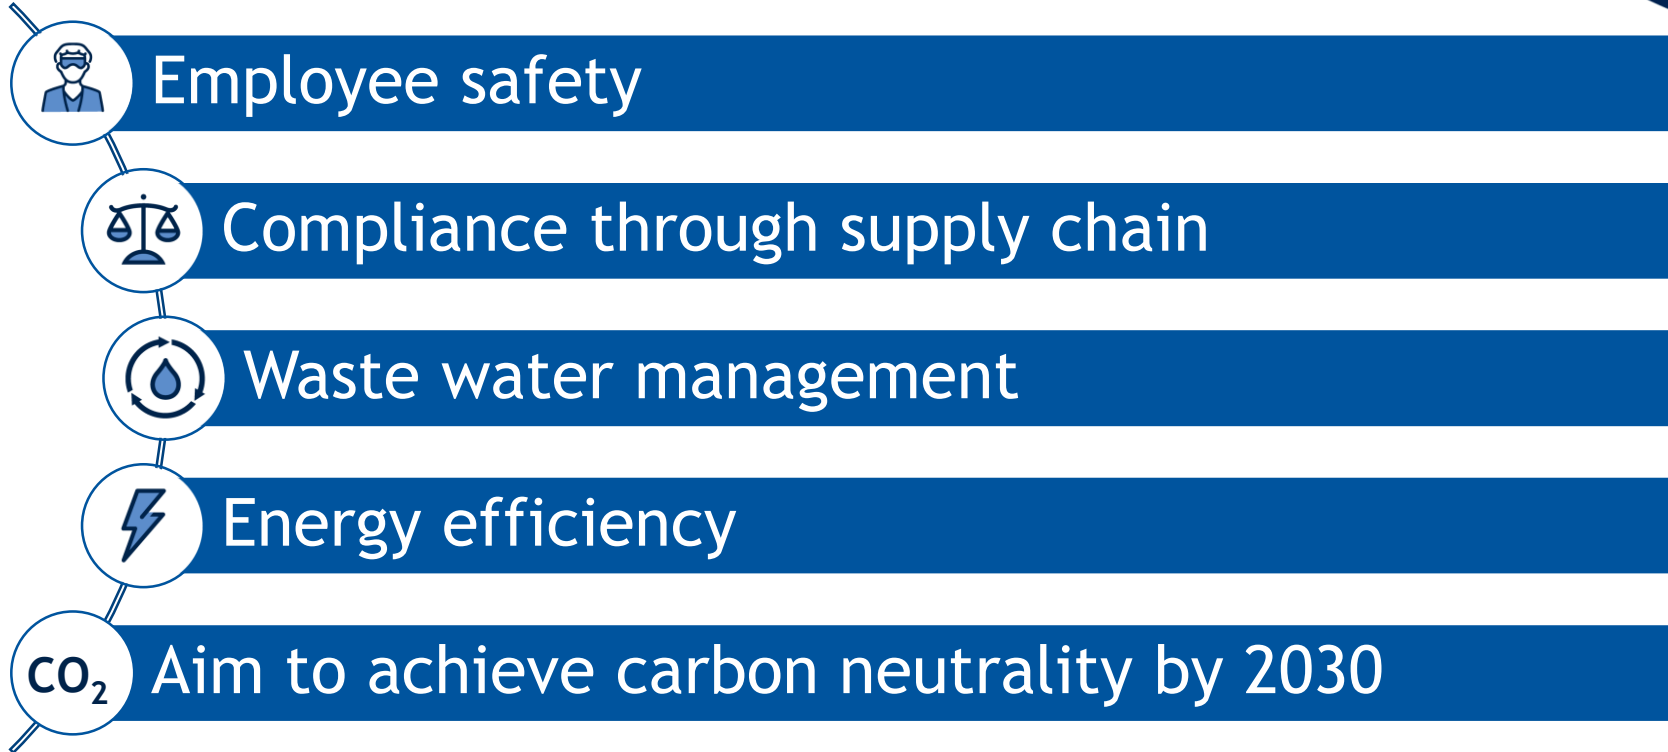 Employee safety
Compliance through supply chain
Waste water management
Energy efficiency
CO₂ Aim to achieve carbon neutrality by 2030